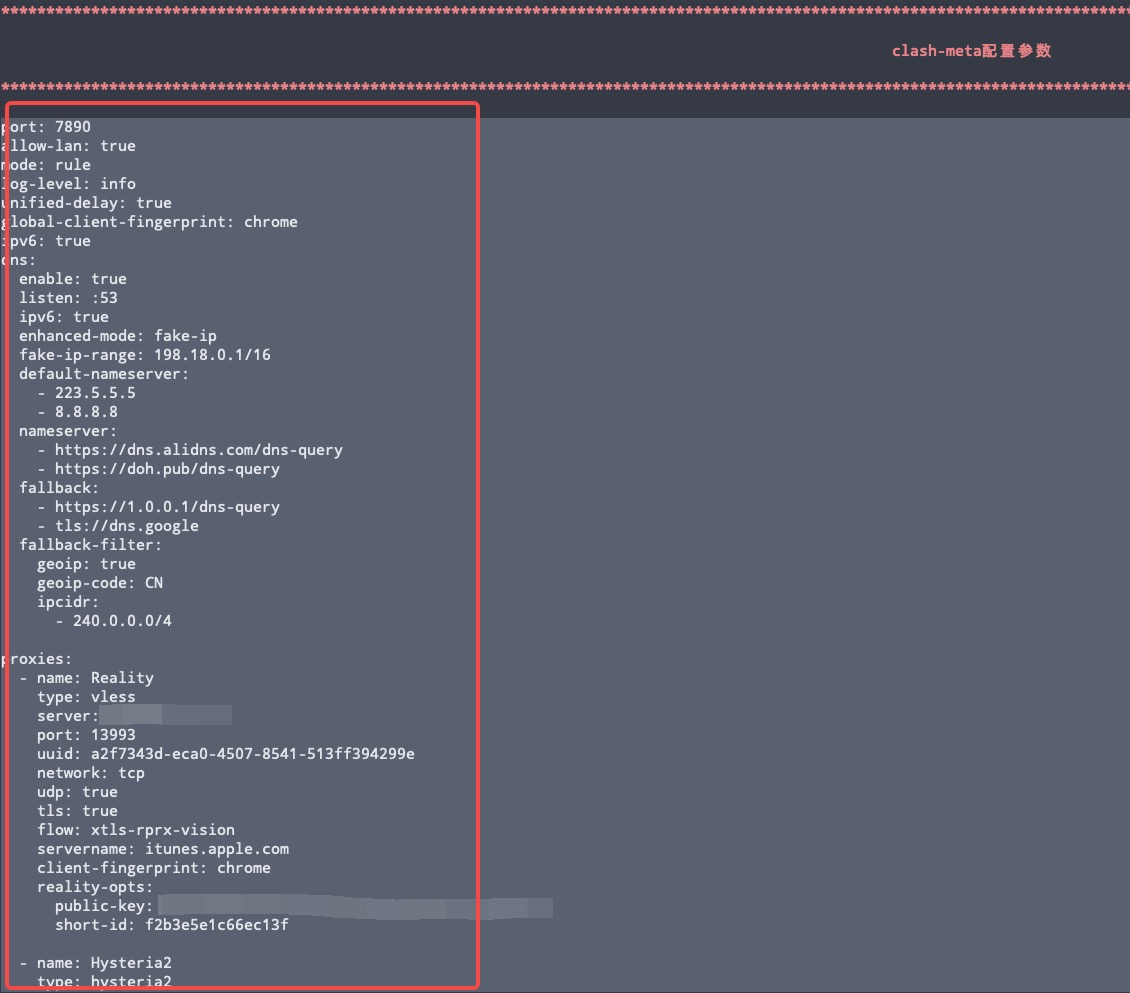 ******************************************************************************************************************************
clash-meta配置参数
******************************************************************************************************************************
port: 7890
allow-lan: true
mode: rule
log-level: info
unified-delay: true
global-client-fingerprint: chrome
ipv6: true
dns:
  enable: true
  listen: :53
  ipv6: true
  enhanced-mode: fake-ip
  fake-ip-range: 198.18.0.1/16
  default-nameserver:
    - 223.5.5.5
    - 8.8.8.8
  nameserver:
    - https://dns.alidns.com/dns-query
    - https://doh.pub/dns-query
  fallback:
    - https://1.0.0.1/dns-query
    - tls://dns.google
  fallback-filter:
    geoip: true
    geoip-code: CN
    ipcidr:
      - 240.0.0.0/4
proxies:
  - name: Reality
    type: vless
    server:
    port: 13993
    uuid: a2f7343d-eca0-4507-8541-513ff394299e
    network: tcp
    udp: true
    tls: true
    flow: xtls-rprx-vision
    servername: itunes.apple.com
    client-fingerprint: chrome
    reality-opts:
      public-key:
      short-id: f2b3e5e1c66ec13f
  - name: Hysteria2
    type: hysteria2